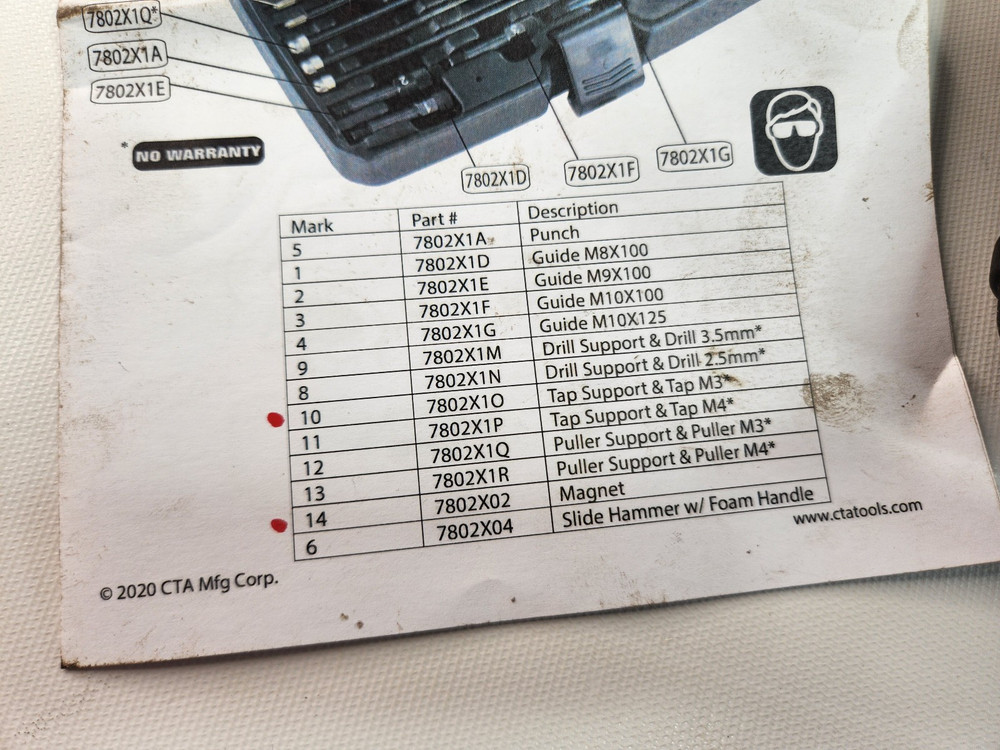 7802X1Q*
7802X1A
7802X1E
* NO WARRANTY
7802X1D
7802X1F
7802X1G
Mark Part # Description
5 7802X1A Punch
1 7802X1D Guide M8X100
2 7802X1E Guide M9X100
3 7802X1F Guide M10X100
4 7802X1G Guide M10X125
9 7802X1M Drill Support & Drill 3.5mm*
8 7802X1N Drill Support & Drill 2.5mm*
10 7802X1O Tap Support & Tap M3*
11 7802X1P Tap Support & Tap M4*
12 7802X1Q Puller Support & Puller M3*
13 7802X1R Puller Support & Puller M4*
14 7802X02 Magnet
6 7802X04 Slide Hammer w/ Foam Handle
www.ctatools.com
© 2020 CTA Mfg Corp.